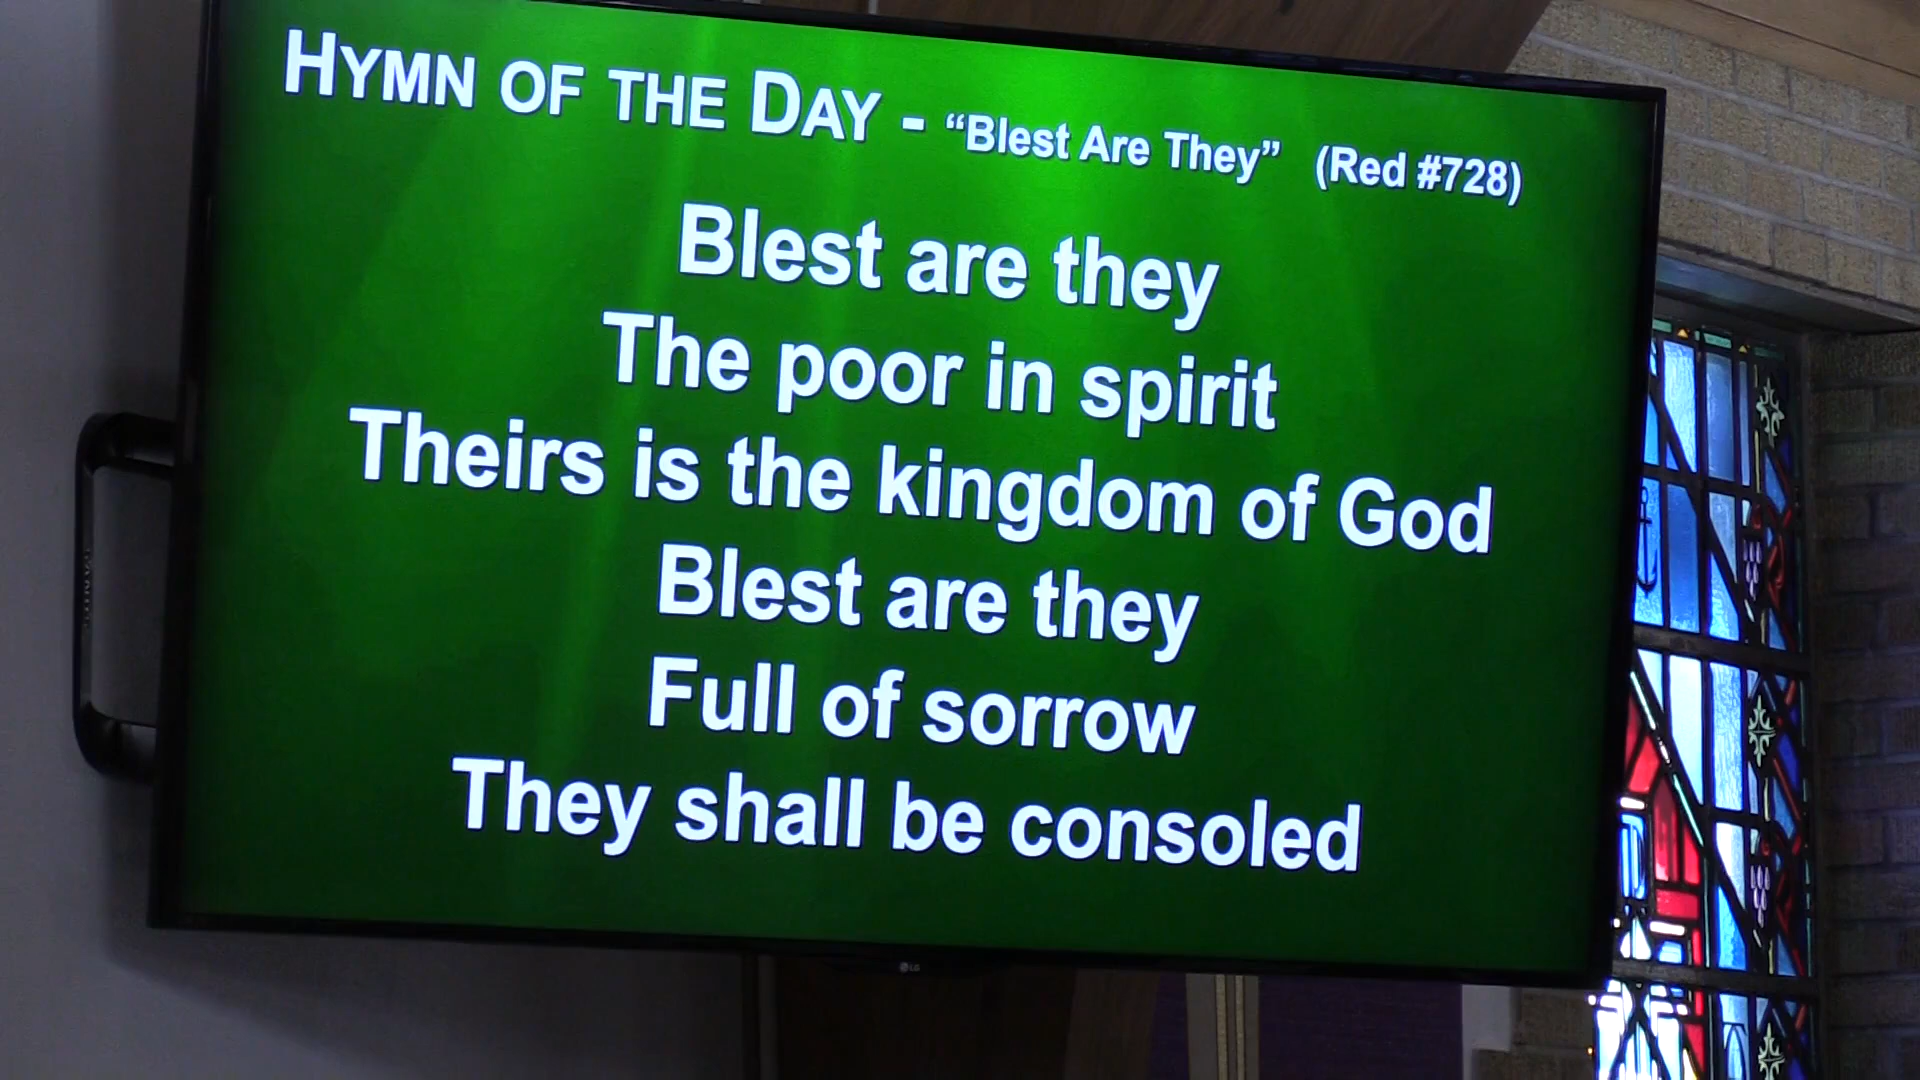 HYMN OF THE DAY - “Blest Are They” (Red #728)
Blest are they
The poor in spirit
Theirs is the kingdom of God
Blest are they
Full of sorrow
They shall be consoled
LG